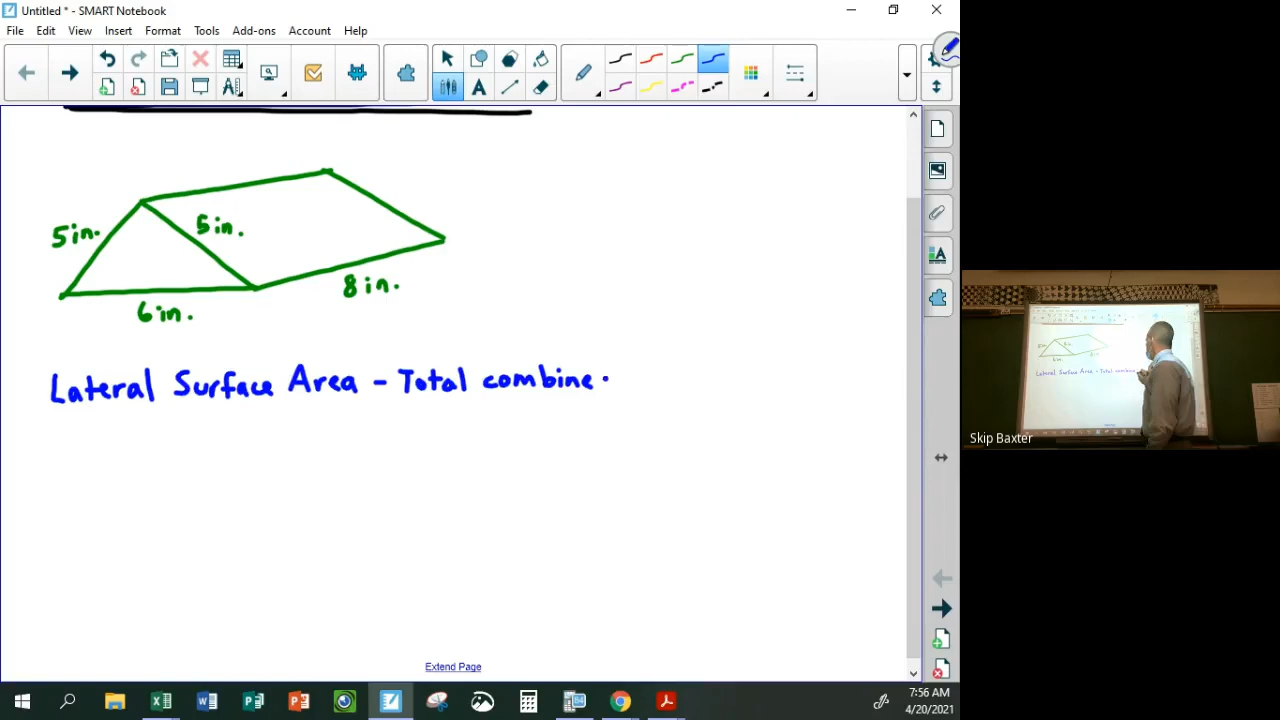 Untitled * - SMART Notebook
File Edit View Insert Format Tools Add-ons Account Help
5in.
5in.
8in.
6in.
Lateral Surface Area - Total combine
Extend Page
Skip Baxter
7:56 AM
4/20/2021